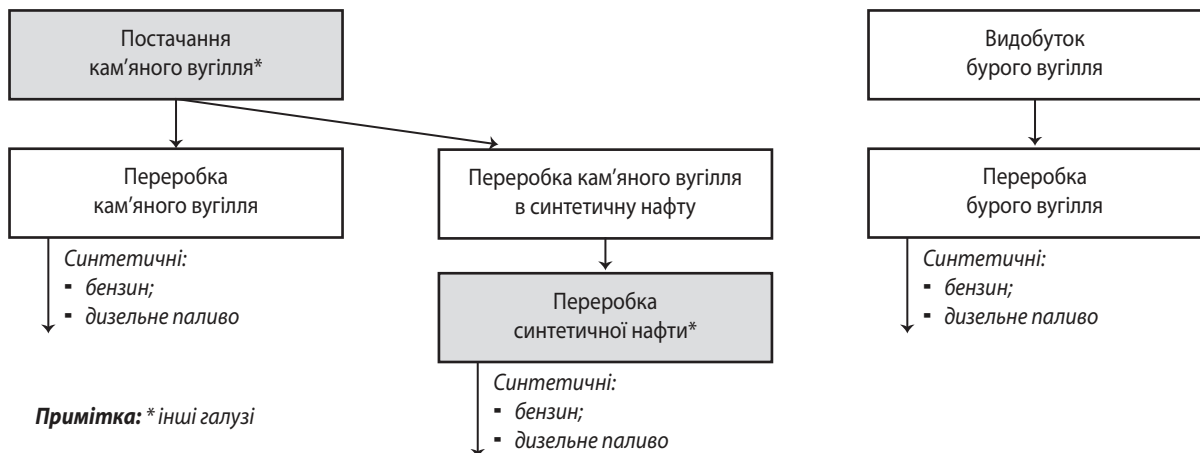 Постачання
кам’яного вугілля*
Видобуток
бурого вугілля
Переробка
кам’яного вугілля
Переробка кам’яного вугілля
в синтетичну нафту
Переробка
бурого вугілля
Синтетичні:
▪ бензин;
▪ дизельне паливо
Переробка
синтетичної нафти*
Синтетичні:
▪ бензин;
▪ дизельне паливо
Синтетичні:
▪ бензин;
▪ дизельне паливо
Примітка: * інші галузі